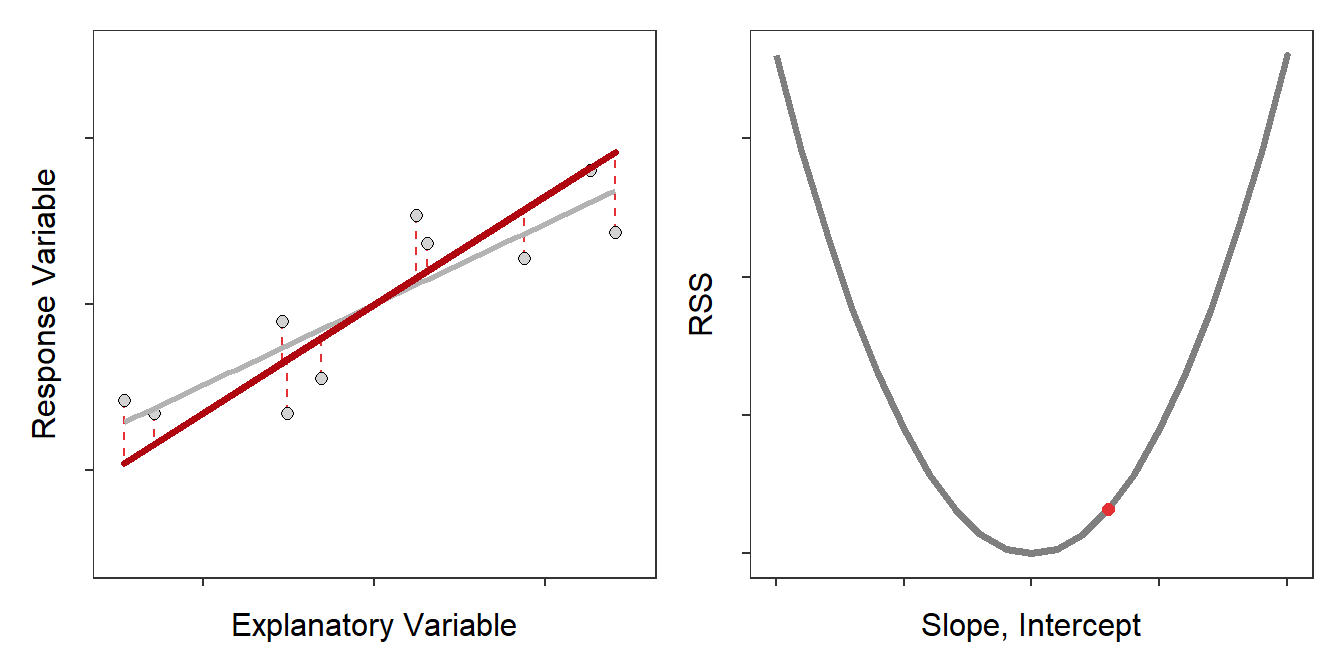 Response Variable
Explanatory Variable
RSS
Slope, Intercept